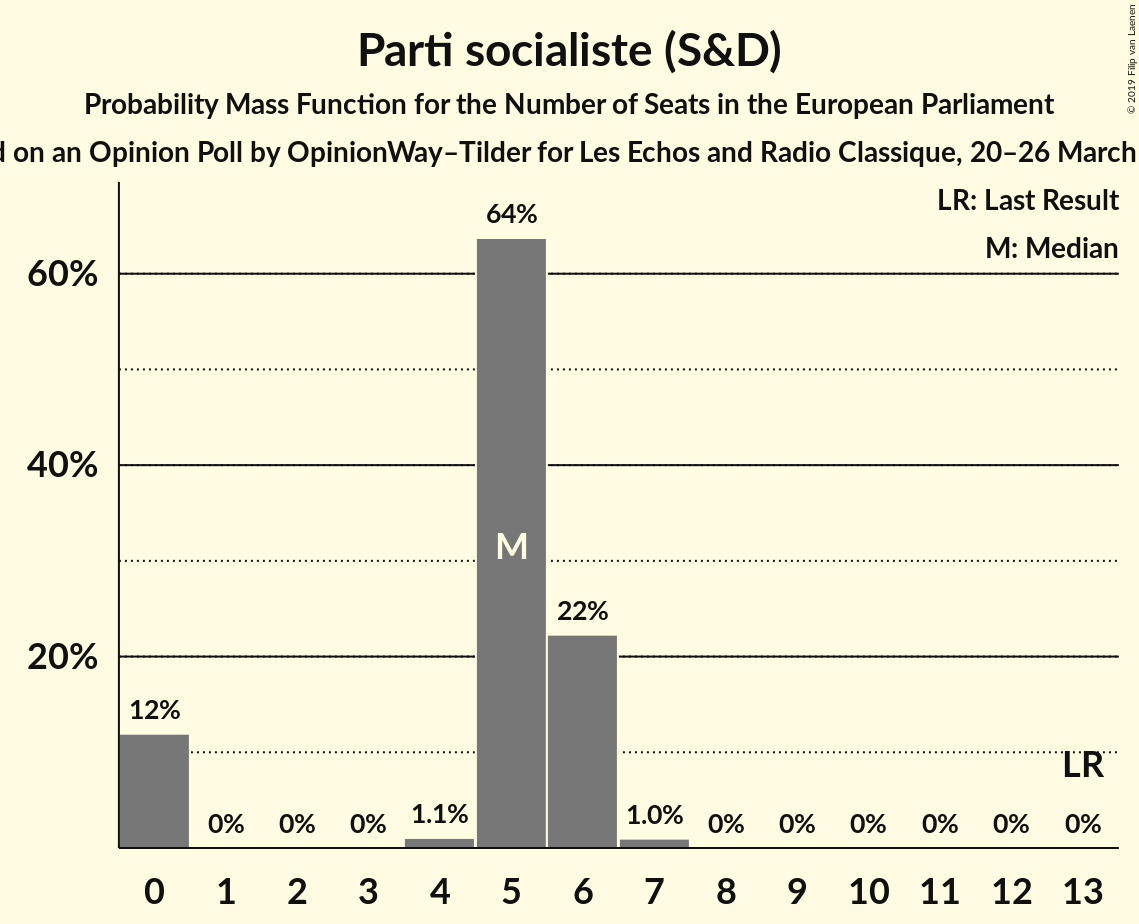 Parti socialiste (S&D)
Probability Mass Function for the Number of Seats in the European Parliament
on an Opinion Poll by OpinionWay–Tilder for Les Echos and Radio Classique, 20–26 March
© 2019 Filip van Laenen
LR: Last Result
M: Median
64%
60%
40%
M
22%
20%
12%
LR
0% 0% 0% 1.1% 1.0% 0% 0% 0% 0% 0% 0%
0 1 2 3 4 5 6 7 8 9 10 11 12 13